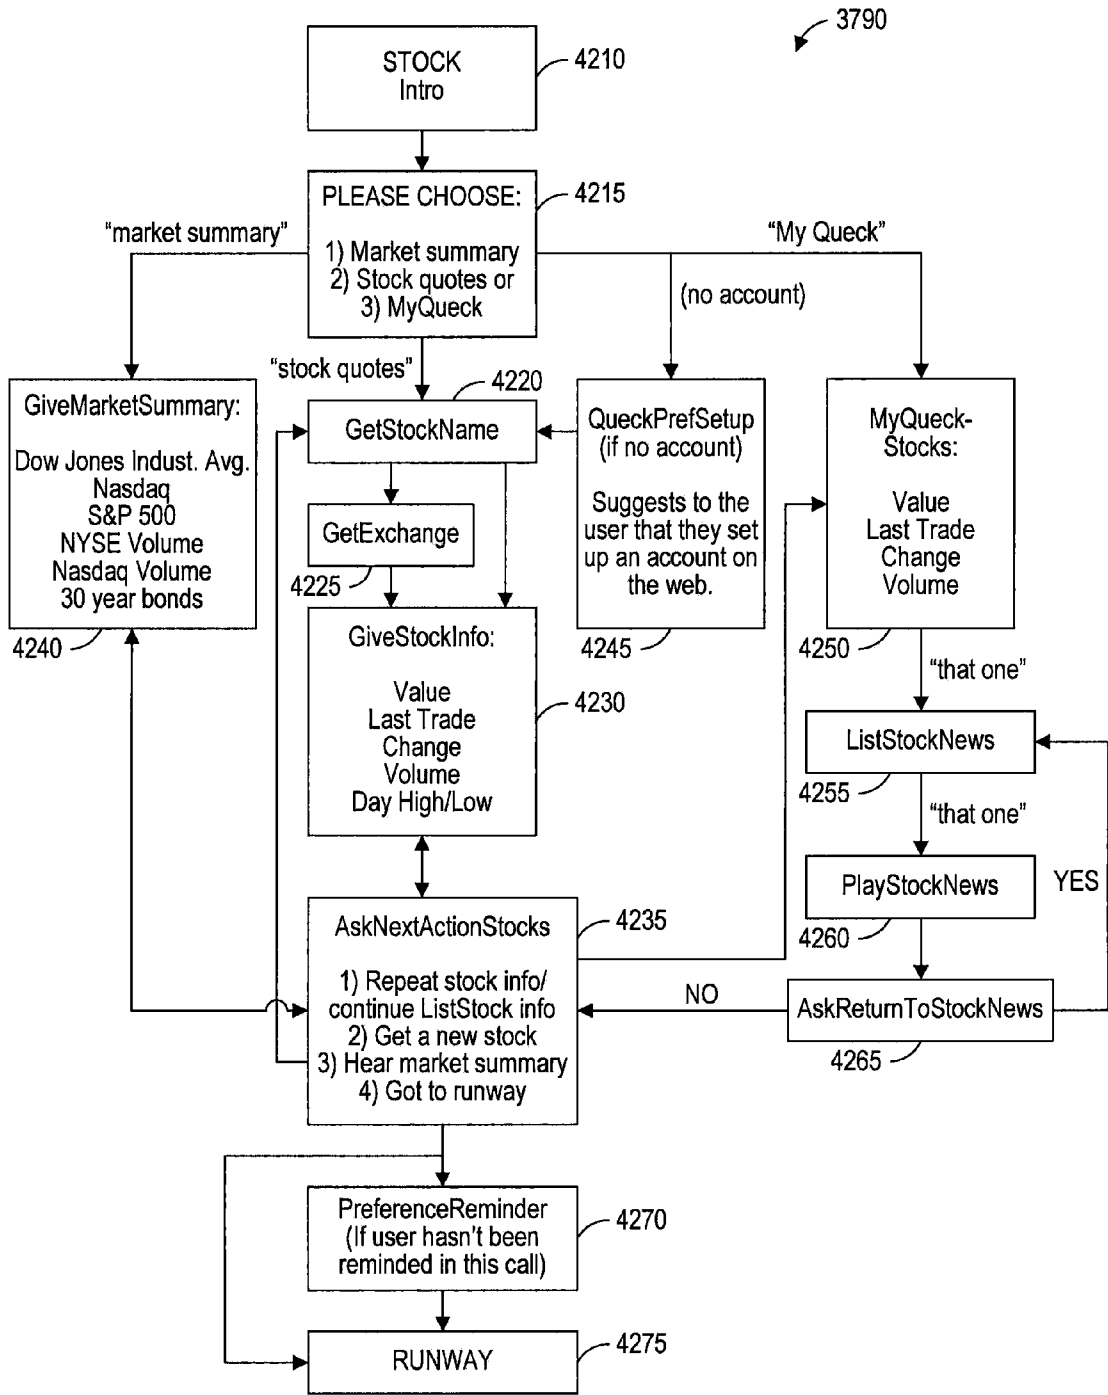 3790
STOCK
Intro
4210
PLEASE CHOOSE:
1) Market summary
2) Stock quotes or
3) MyQueck
4215
“market summary”
“My Queck”
(no account)
“stock quotes”
GiveMarketSummary:
Dow Jones Indust. Avg.
Nasdaq
S&P 500
NYSE Volume
Nasdaq Volume
30 year bonds
4240
4220
GetStockName
GetExchange
4225
QueckPrefSetup
(if no account)
Suggests to the
user that they set
up an account on
the web.
4245
MyQueck-
Stocks:
Value
Last Trade
Change
Volume
4250
GiveStockInfo:
Value
Last Trade
Change
Volume
Day High/Low
4230
“that one”
ListStockNews
4255
“that one”
PlayStockNews
4260
YES
AskNextActionStocks
1) Repeat stock info/
continue ListStock info
2) Get a new stock
3) Hear market summary
4) Got to runway
4235
NO
AskReturnToStockNews
4265
PreferenceReminder
(If user hasn't been
reminded in this call)
4270
RUNWAY
4275